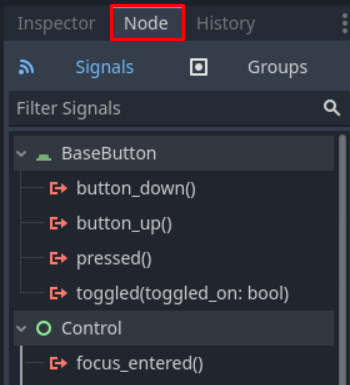 Inspector Node History
Signals Groups
Filter Signals
BaseButton
button_down()
button_up()
pressed()
toggled(toggled_on: bool)
Control
focus_entered()